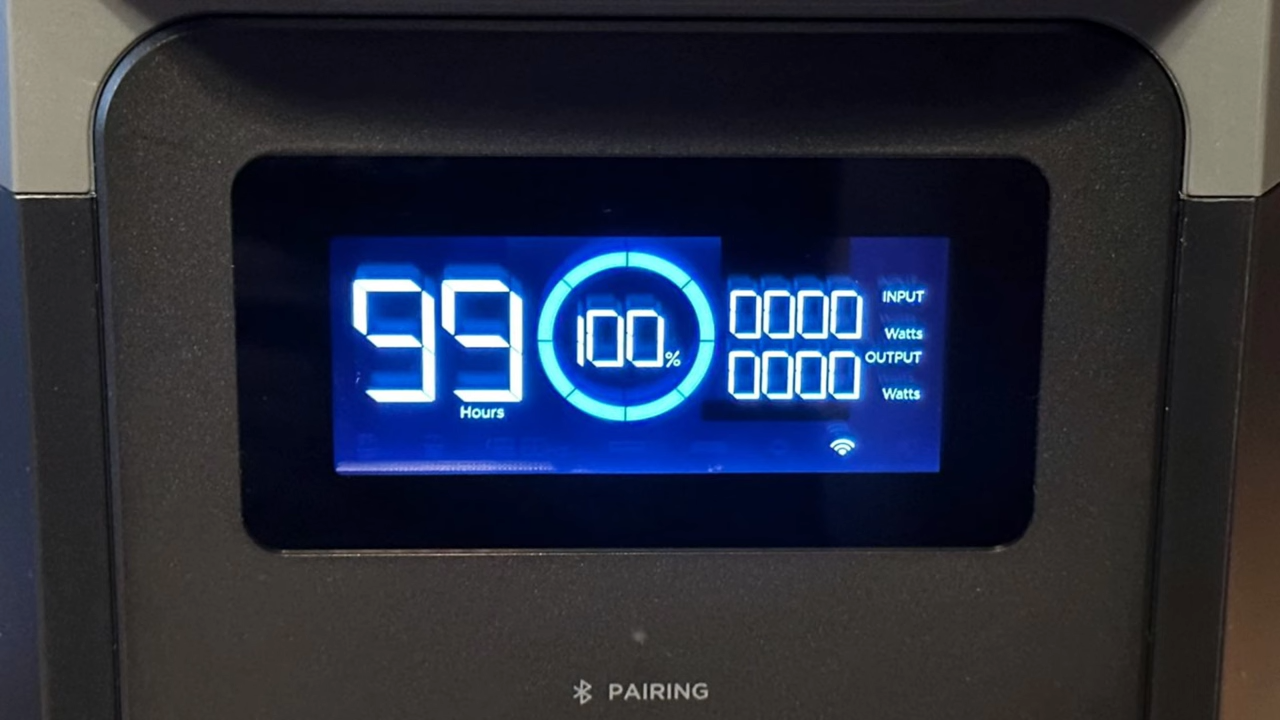 99
Hours
100%
0000 INPUT
Watts
0000 OUTPUT
Watts
PAIRING